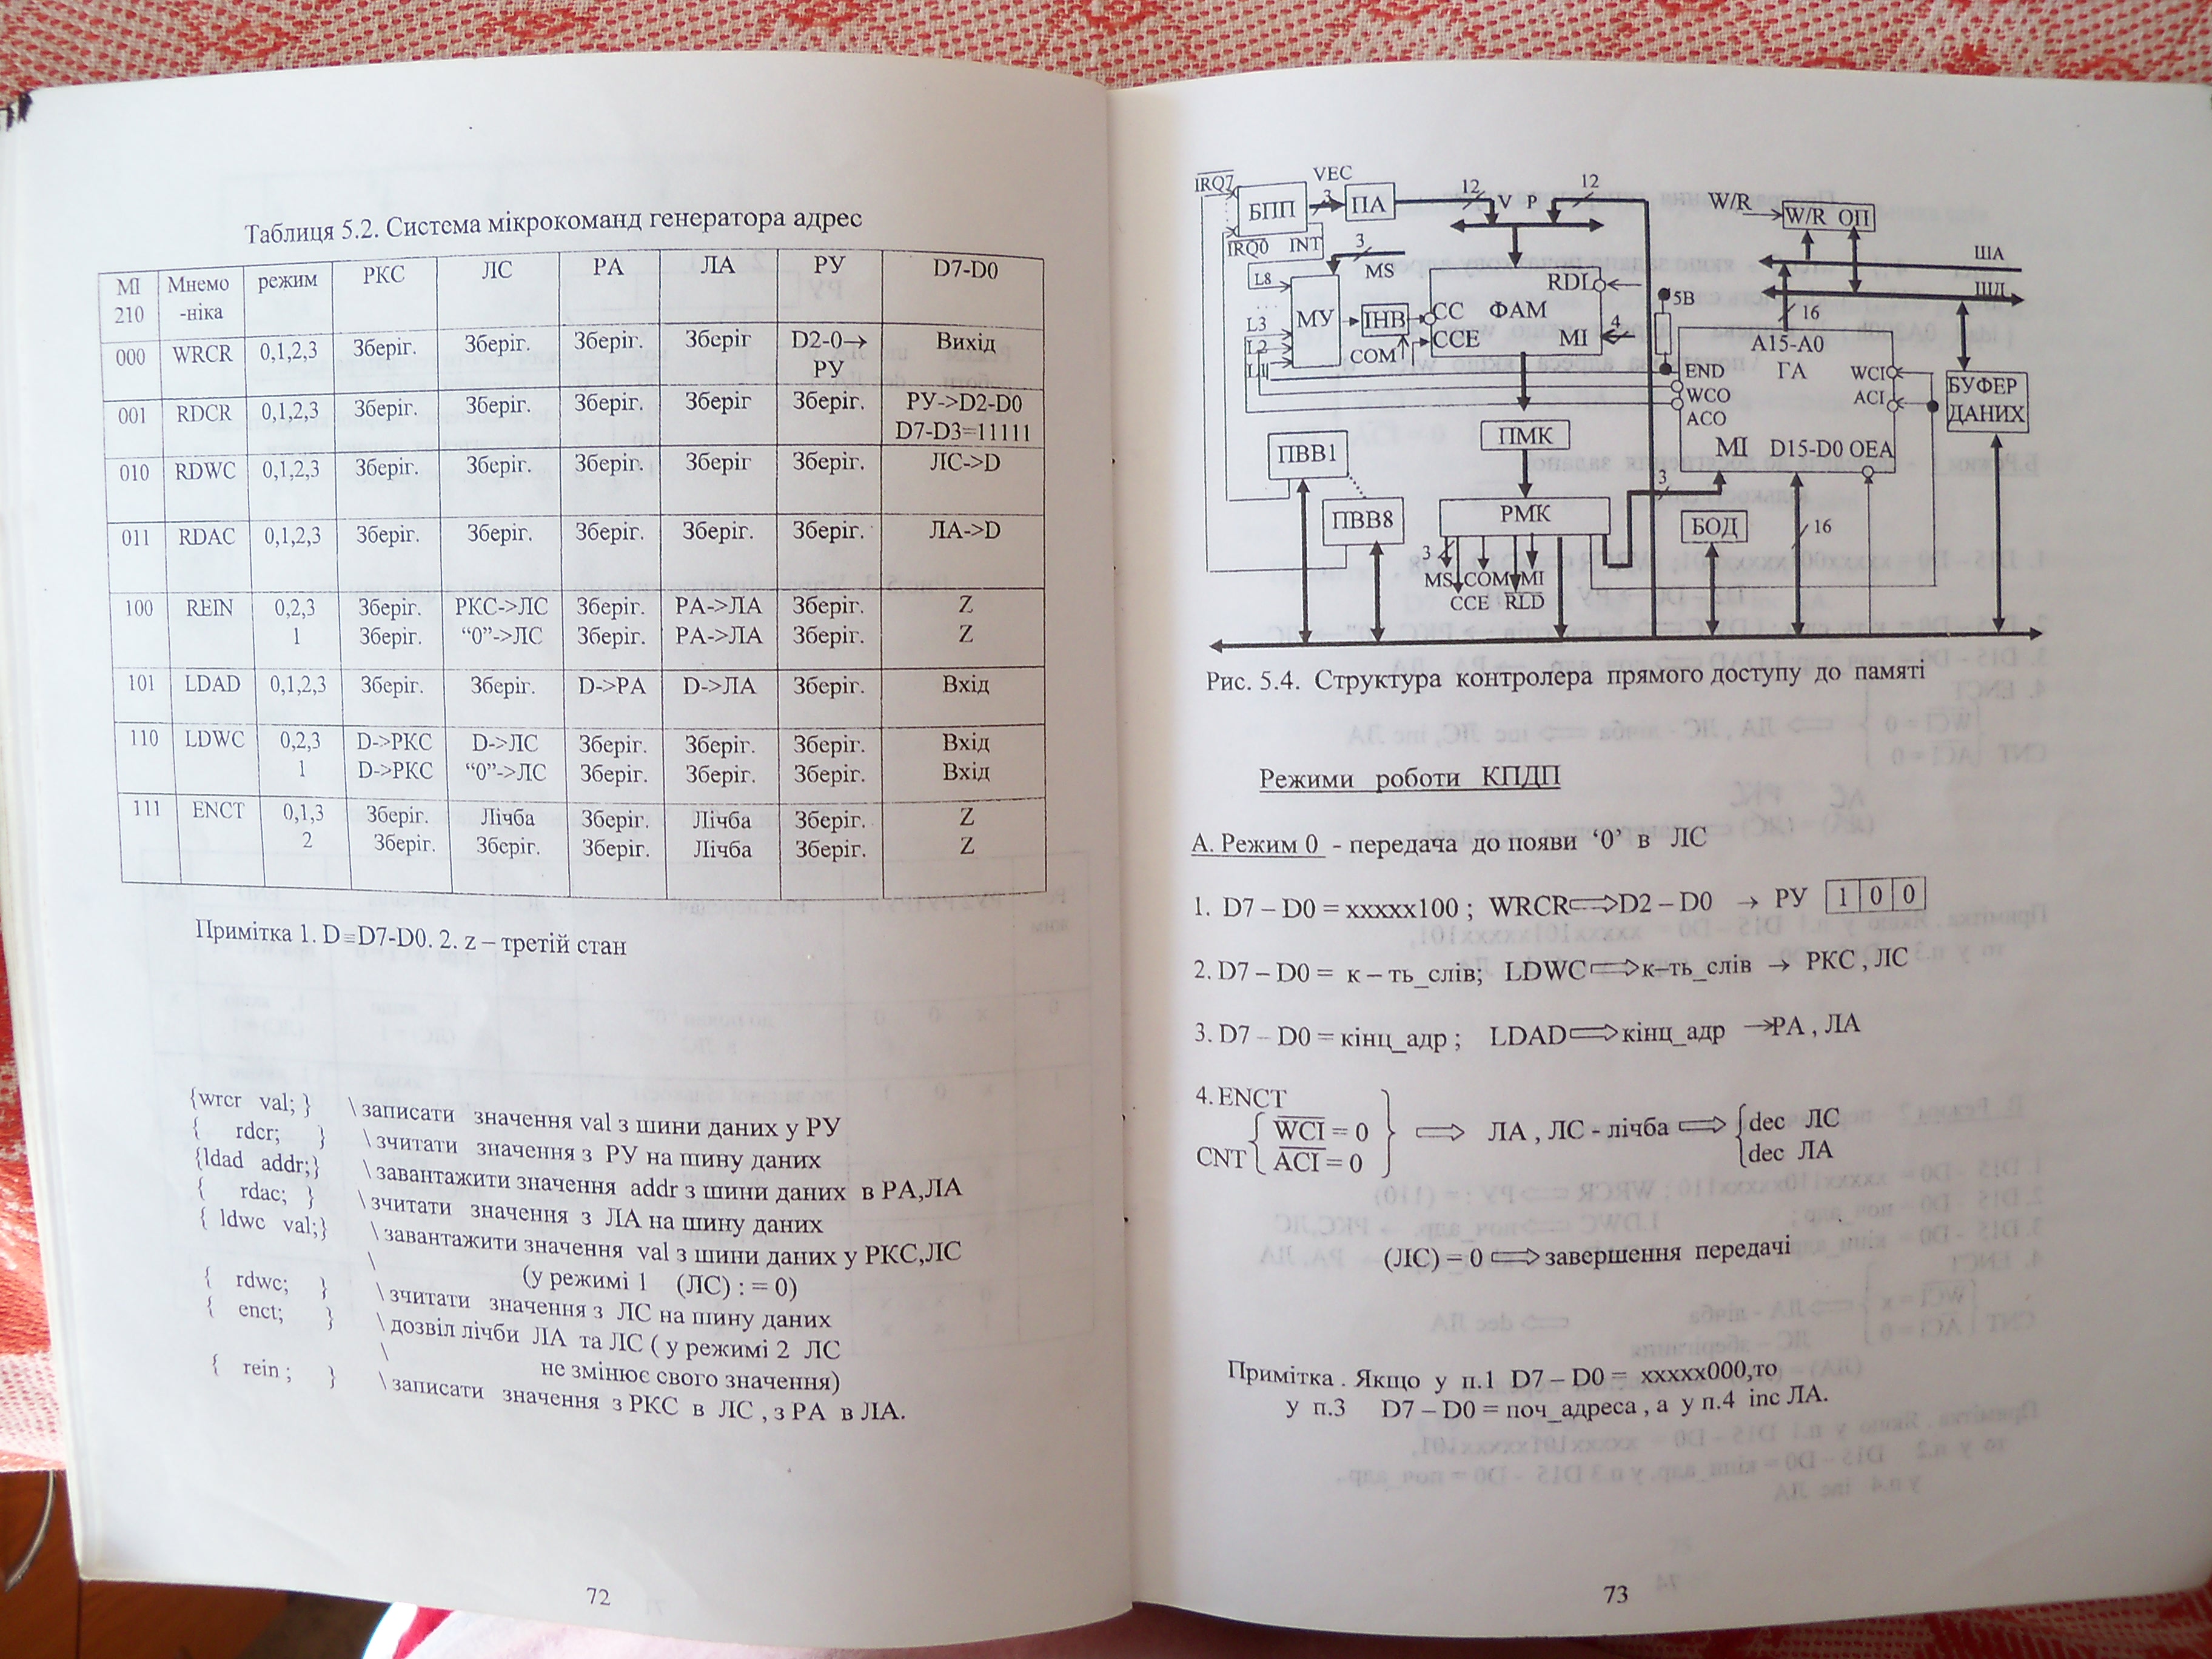 Таблиця 5.2. Система мікрокоманд генератора адрес
МІ 210 | Мнемо-ніка | режим | РКС | ЛС | РА | ЛА | РУ | D7-D0
000 | WRCR | 0,1,2,3 | Зберіг. | Зберіг. | Зберіг. | Зберіг | D2-0→ РУ | Вихід
001 | RDCR | 0,1,2,3 | Зберіг. | Зберіг. | Зберіг. | Зберіг | Зберіг. | РУ->D2-D0 D7-D3=11111
010 | RDWC | 0,1,2,3 | Зберіг. | Зберіг. | Зберіг. | Зберіг | Зберіг. | ЛС->D
011 | RDAC | 0,1,2,3 | Зберіг. | Зберіг. | Зберіг. | Зберіг. | Зберіг. | ЛА->D
100 | REIN | 0,2,3 | Зберіг. | РКС->ЛС | Зберіг. | РА->ЛА | Зберіг. | Z
1 | Зберіг. | “0”->ЛС | Зберіг. | РА->ЛА | Зберіг. | Z
101 | LDAD | 0,1,2,3 | Зберіг. | Зберіг. | D->РА | D->ЛА | Зберіг. | Вхід
110 | LDWC | 0,2,3 | D->РКС | D->ЛС | Зберіг. | Зберіг. | Зберіг. | Вхід
1 | D->РКС | “0”->ЛС | Зберіг. | Зберіг. | Зберіг. | Вхід
111 | ENCT | 0,1,3 | Зберіг. | Лічба | Зберіг. | Лічба | Зберіг. | Z
2 | Зберіг. | Зберіг. | Зберіг. | Лічба | Зберіг. | Z
Примітка 1. D≡D7-D0. 2. z – третій стан
{wrcr val; } \ записати значення val з шини даних у РУ
{ rdcr; } \ зчитати значення з РУ на шину даних
{ldad addr;} \ завантажити значення addr з шини даних в РА,ЛА
{ rdac; } \ зчитати значення з ЛА на шину даних
{ ldwc val;} \ завантажити значення val з шини даних у РКС,ЛС
\ (у режимі 1 (ЛС) : = 0)
{ rdwc; } \ зчитати значення з ЛС на шину даних
{ enct; } \ дозвіл лічби ЛА та ЛС ( у режимі 2 ЛС
\ не змінює свого значення)
{ rein ; } \ записати значення з РКС в ЛС , з РА в ЛА.
72
IRQ7 VEC 12 12
БПП 3 ПА V P W/R W/R ОП
IRQ0 INT 3 MS ША
L8 RDL 5В ШД
L3 МУ ІНВ CC ФАМ 4 16
L2 COM CCE МІ A15-A0
L1 END ГА WCI БУФЕР
WCO ACI ДАНИХ
ACO
ПВВ1 ПМК МІ D15-D0 OEA
3
ПВВ8 РМК БОД 16
3
MS COM MI
CCE RLD
Рис. 5.4. Структура контролера прямого доступу до памяті
Режими роботи КПДП
А. Режим 0 - передача до появи ‘0’ в ЛС
1. D7 – D0 = xxxxx100 ; WRCR⟹D2 – D0 → РУ 1 0 0
2. D7 – D0 = к – ть_слів; LDWC⟹к–ть_слів → РКС , ЛС
3. D7 – D0 = кінц_адр ; LDAD⟹кінц_адр →РА , ЛА
4. ENCT
WCI = 0 ⟹ ЛА , ЛС - лічба ⟹ dec ЛС
CNT ACI = 0 dec ЛА
(ЛС) = 0 ⟹ завершення передачі
Примітка . Якщо у п.1 D7 – D0 = xxxxx000,то
у п.3 D7 – D0 = поч_адреса , а у п.4 inc ЛА.
73